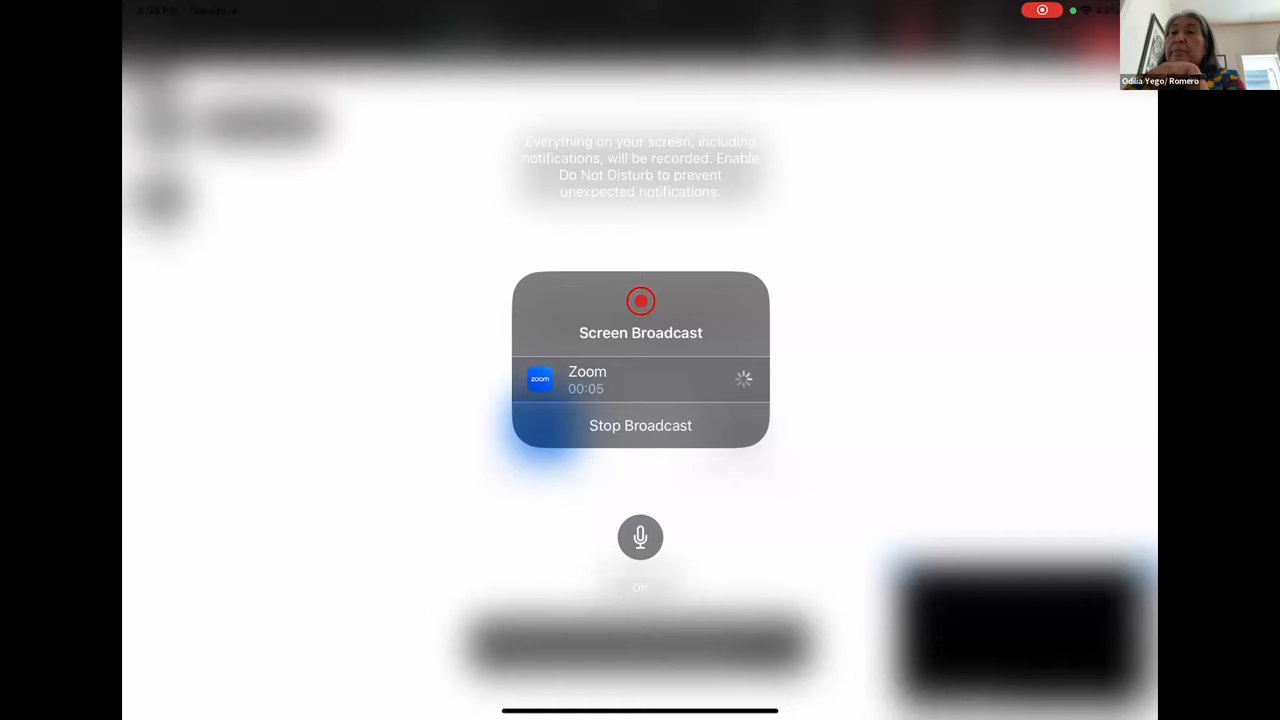 43%
Odilia Yego/ Romero
Everything on your screen, including
notifications, will be recorded. Enable
Do Not Disturb to prevent
unexpected notifications.
Screen Broadcast
zoom
Zoom
00:05
Stop Broadcast
Off